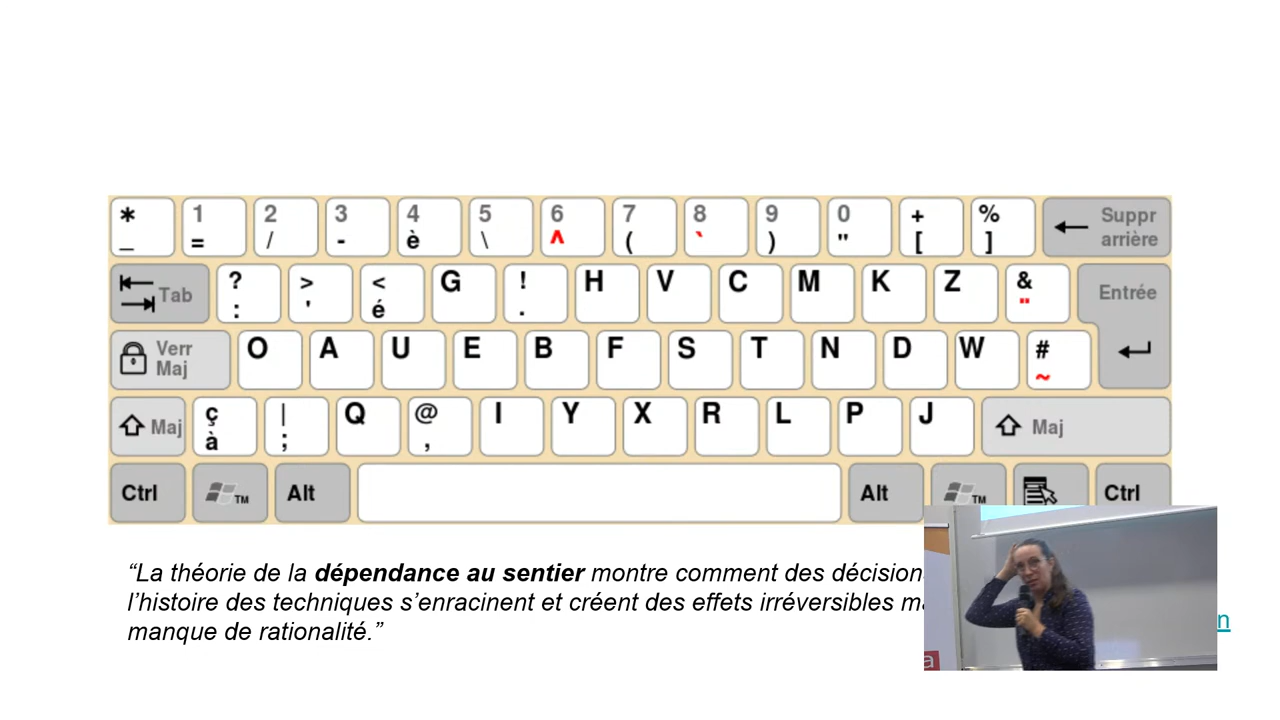 * 1 2 3 4 5 6 7 8 9 0 + % Suppr
_ = / - è \ ^ ( ` ) " [ ] arrière
Tab ? > < G ! H V C M K Z & Entrée
: ' é . "
Verr Maj O A U E B F S T N D W #
~
Maj ç | Q @ I Y X R L P J Maj
à ; ,
Ctrl TM Alt Alt TM Ctrl
“La théorie de la dépendance au sentier montre comment des décision
l’histoire des techniques s’enracinent et créent des effets irréversibles
manque de rationalité.”
n
a